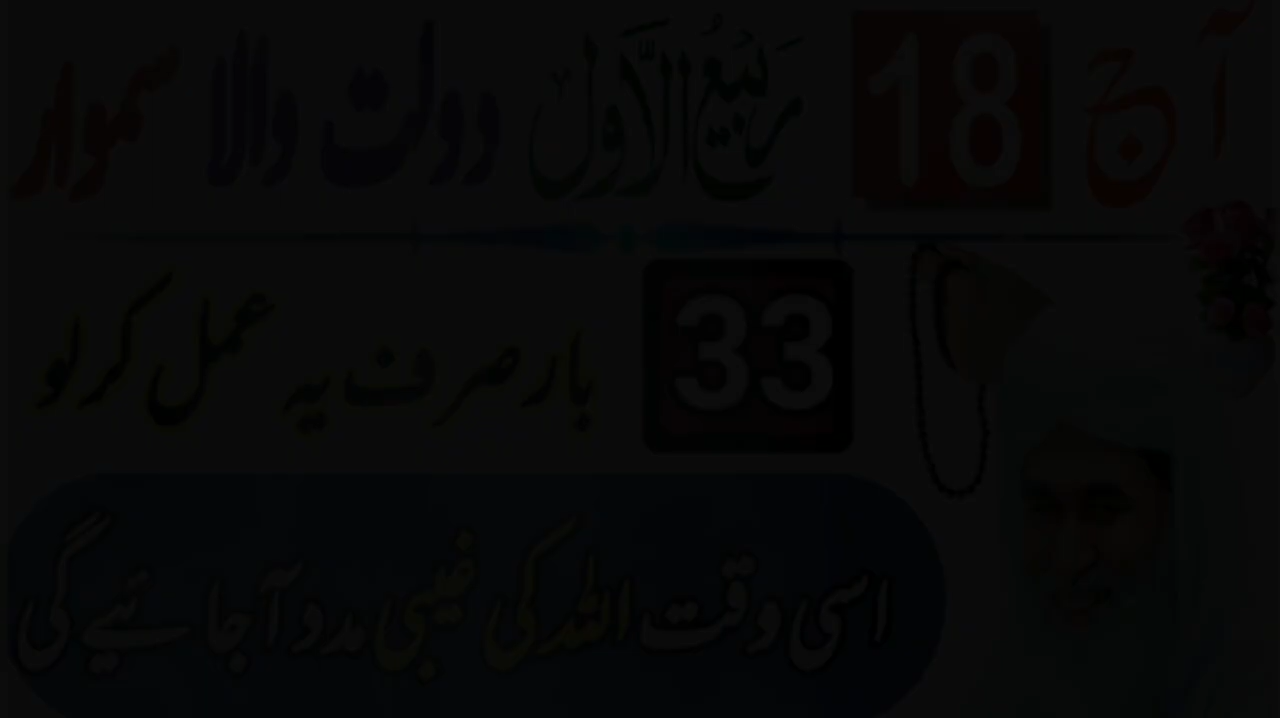 آج 18 ربیع الاول دولت والا سموار
33 بار صرف یہ عمل کر لو
اسی وقت اللہ کی غیبی مدد آجائیے گی